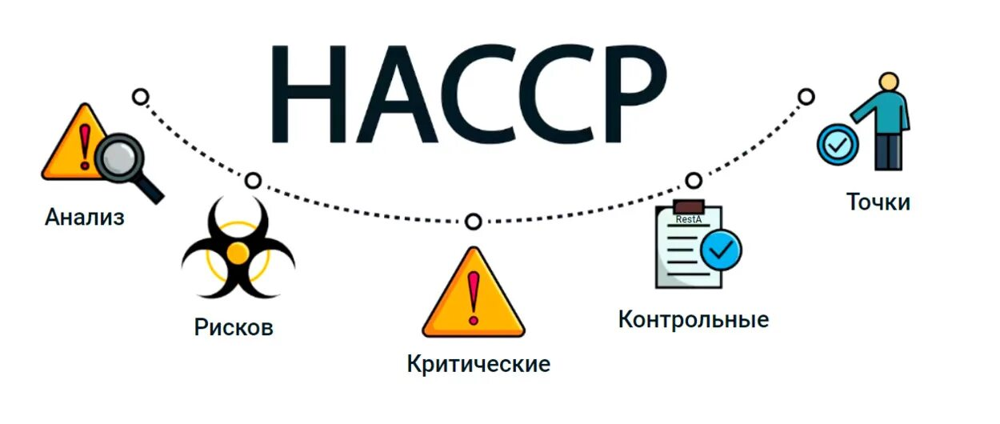 HACCP
Анализ
Рисков
Критические
RestA
Контрольные
Точки